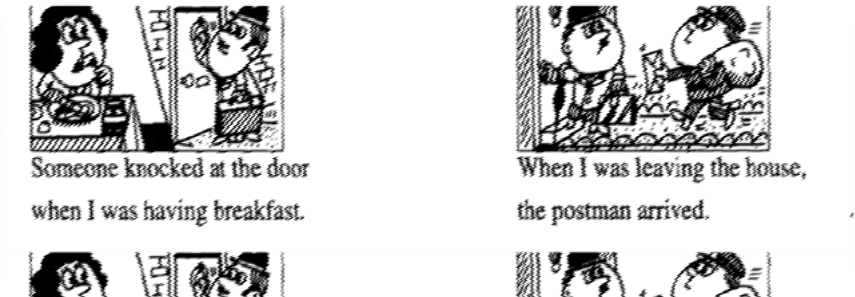 Someone knocked at the door
when I was having breakfast.
When I was leaving the house,
the postman arrived.